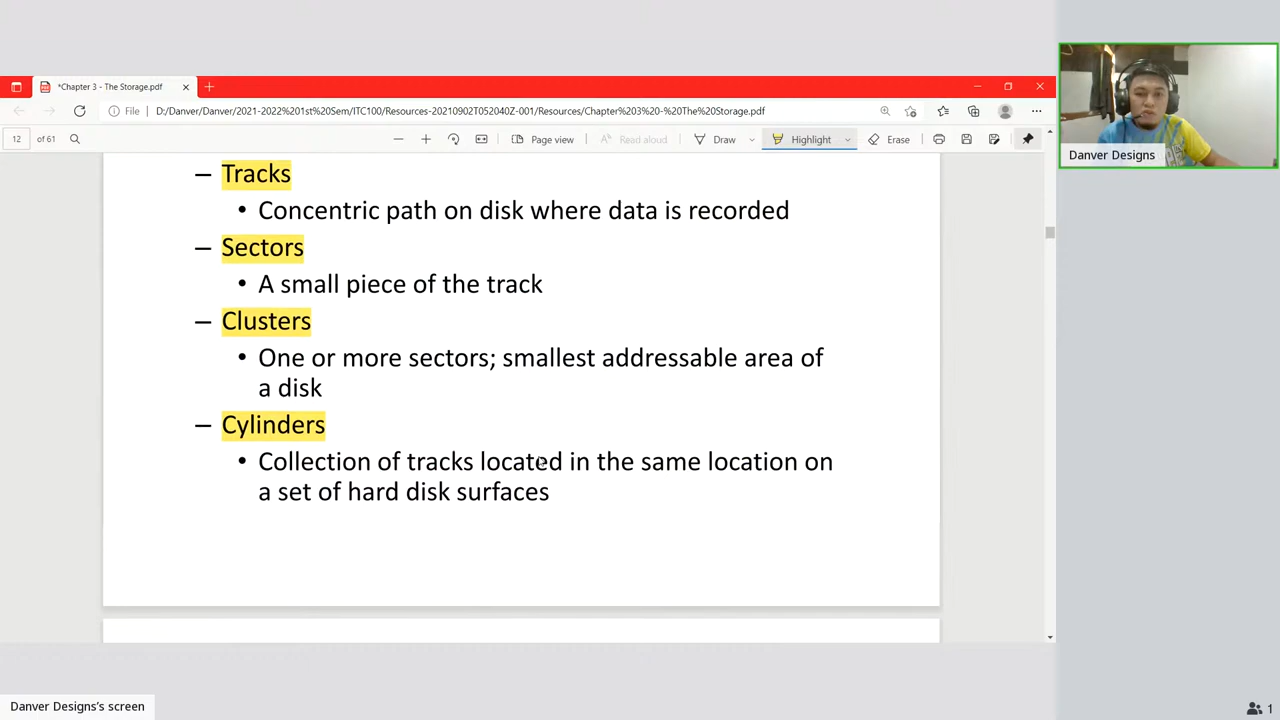 *Chapter 3 - The Storage.pdf
File D:/Danver/Danver/2021-2022%201st%20Sem/ITC100/Resources-20210902T052040Z-001/Resources/Chapter%203%20-%20The%20Storage.pdf
12 of 61 Page view Read aloud Draw Highlight Erase
Danver Designs
– Tracks
• Concentric path on disk where data is recorded
– Sectors
• A small piece of the track
– Clusters
• One or more sectors; smallest addressable area of
a disk
– Cylinders
• Collection of tracks located in the same location on
a set of hard disk surfaces
Danver Designs's screen
1